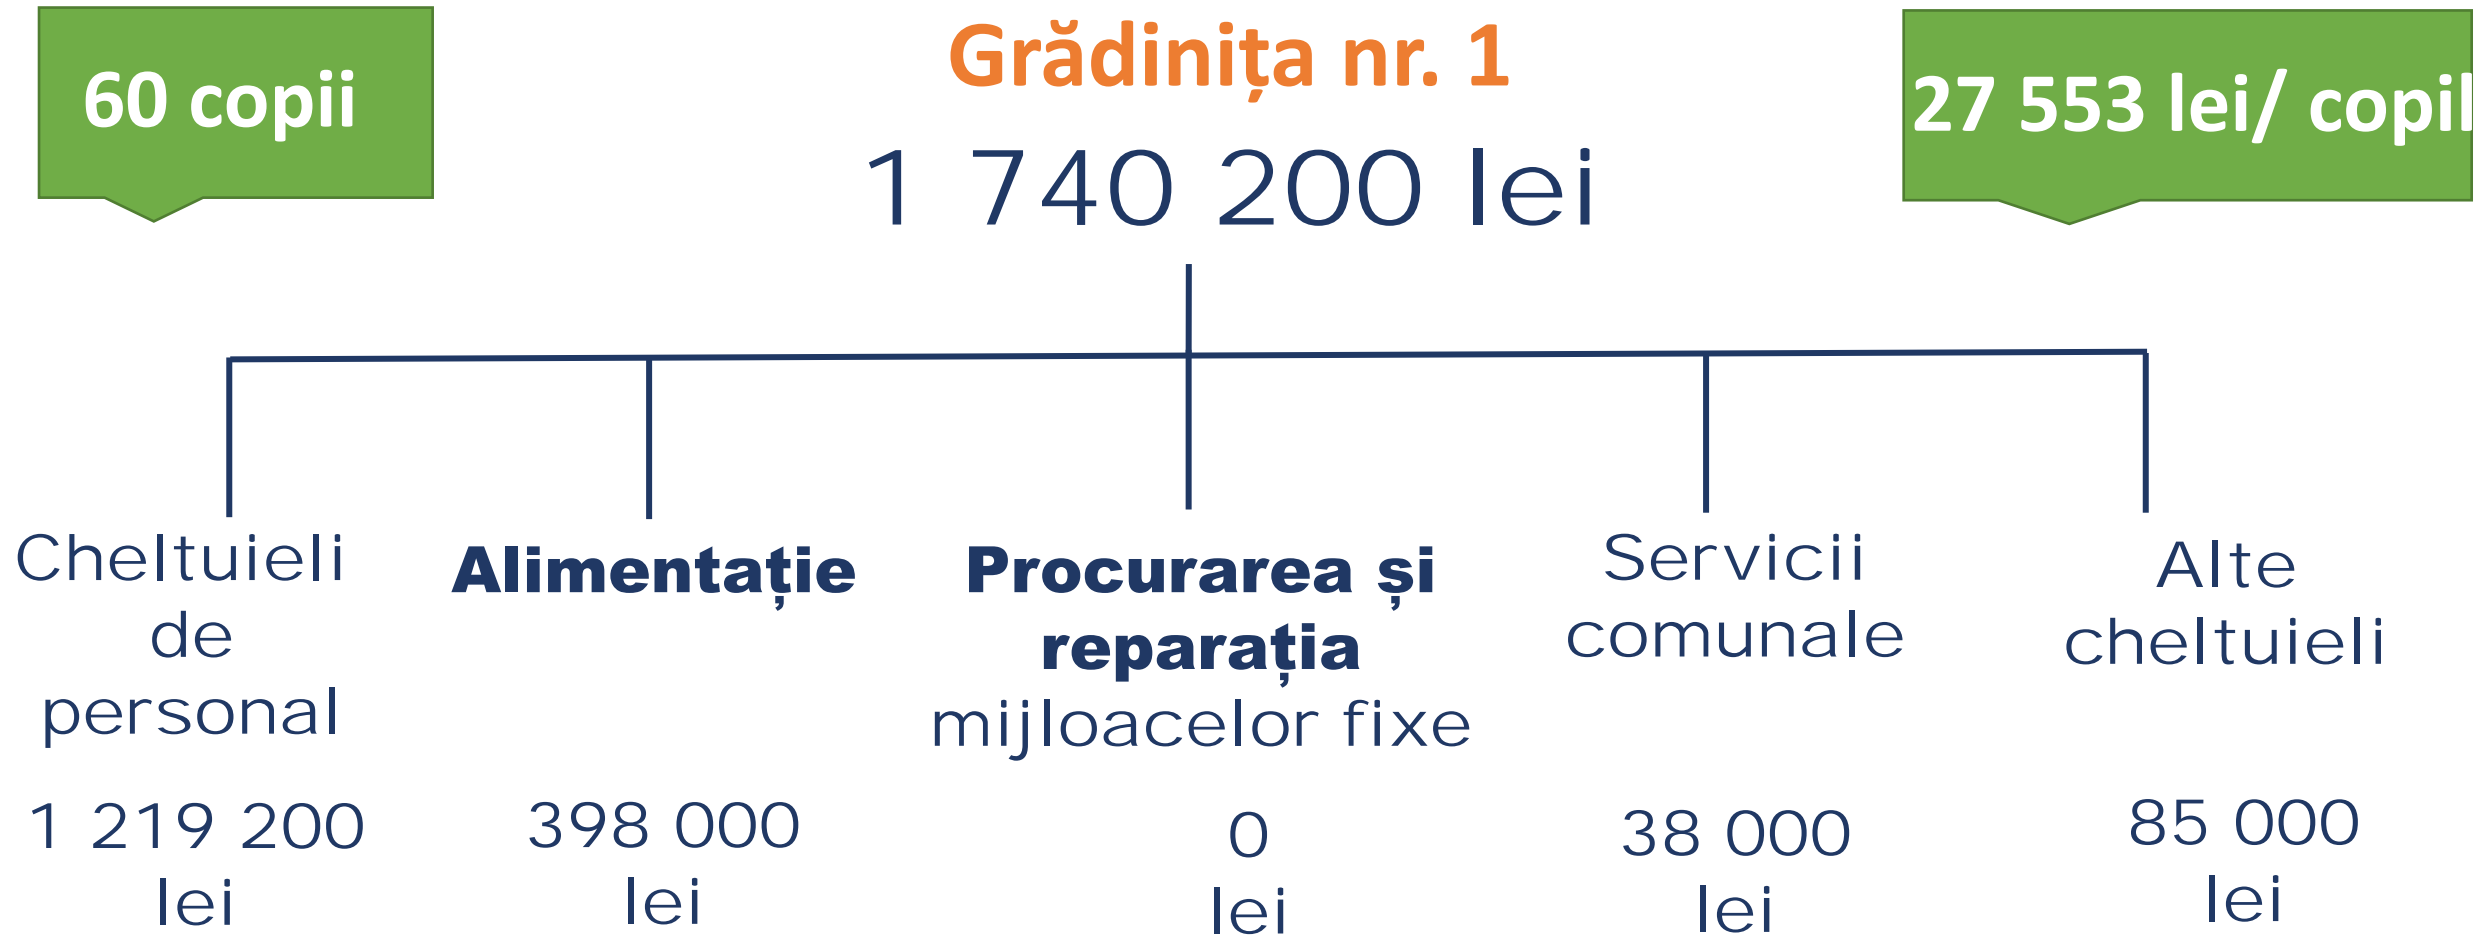 60 copii
Grădinița nr. 1
27 553 lei/ copil
1 740 200 lei
Cheltuieli
de
personal
1 219 200
lei
Alimentație
398 000
lei
Procurarea și
reparația
mijloacelor fixe
0
lei
Servicii
comunale
38 000
lei
Alte
cheltuieli
85 000
lei